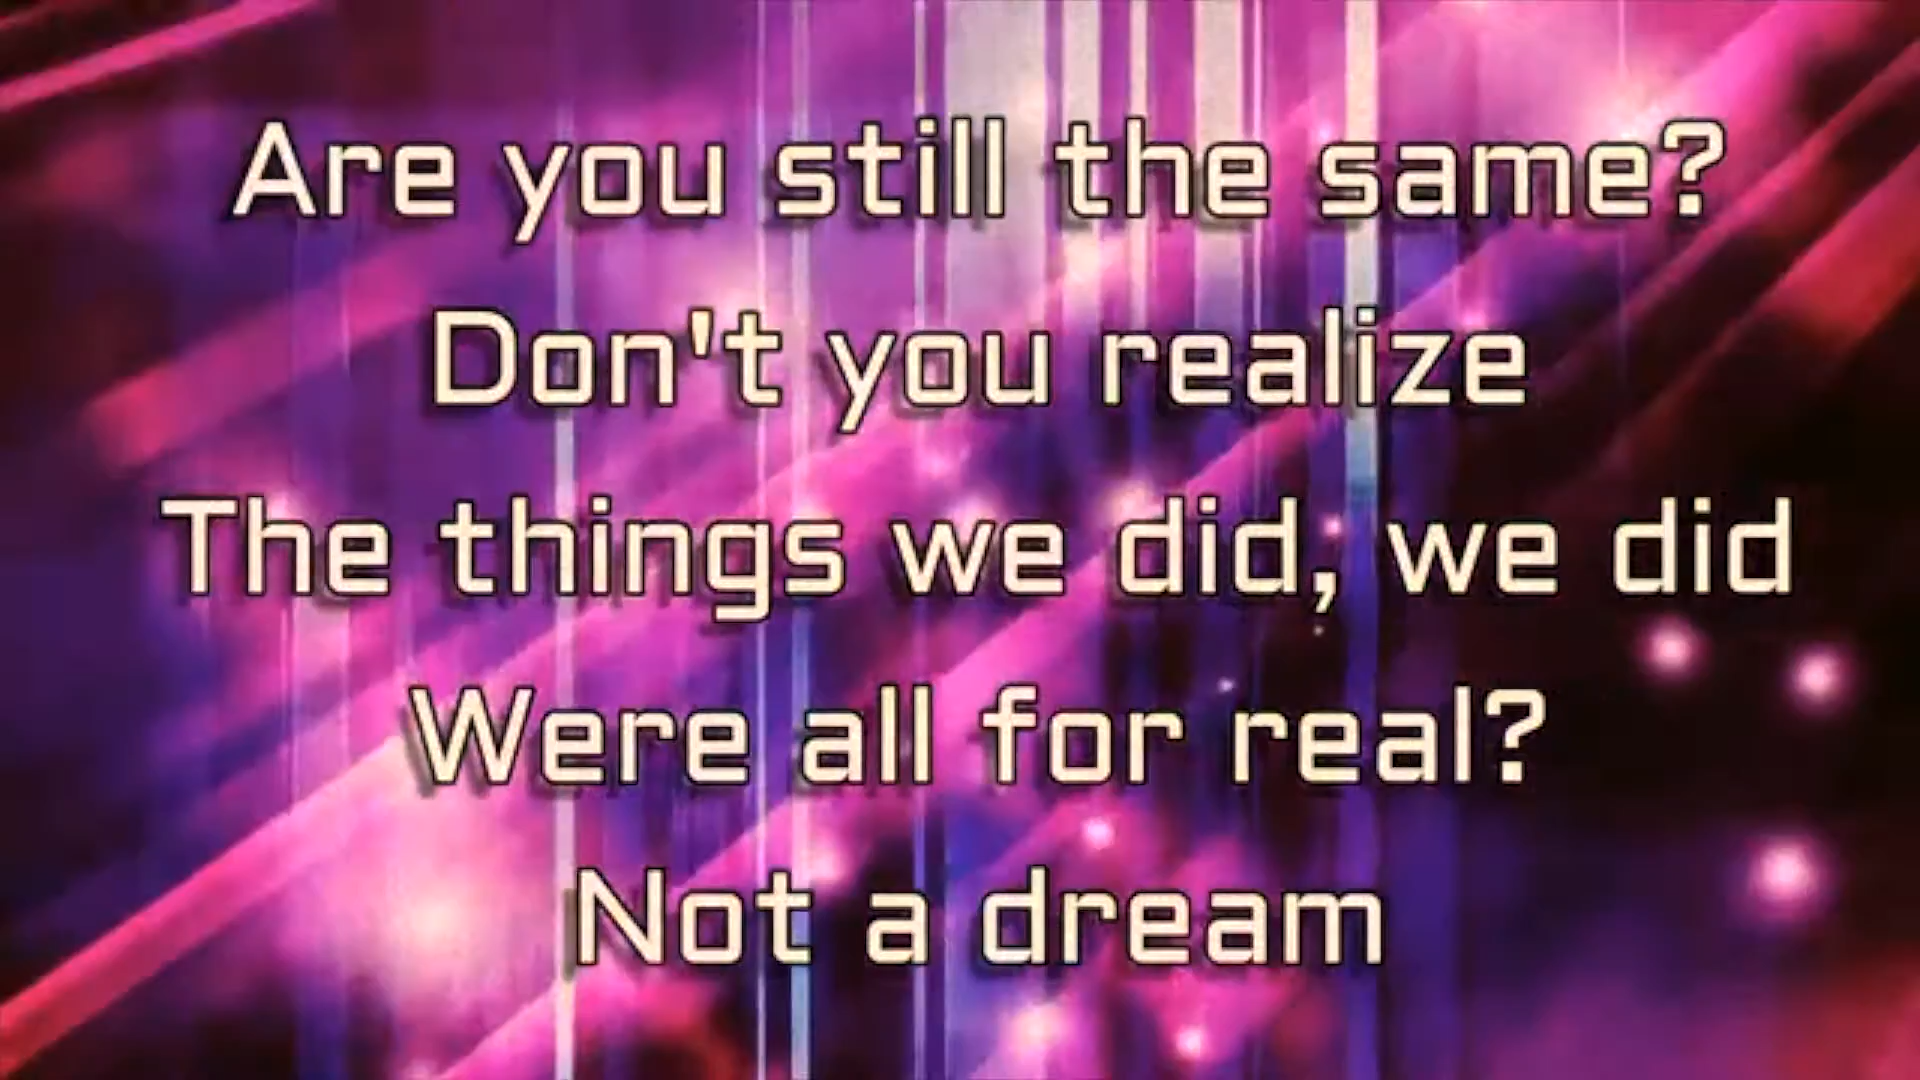 Are you still the same?
Don't you realize
The things we did, we did
Were all for real?
Not a dream